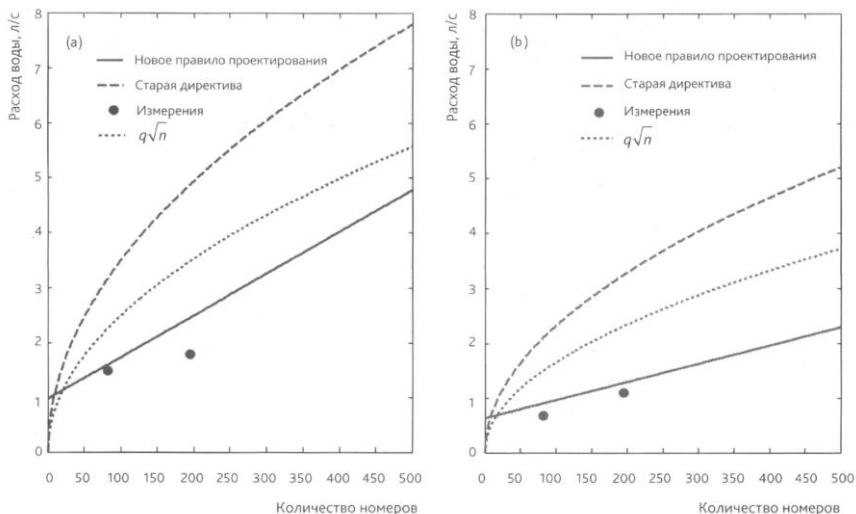 Расход воды, л/с
8
7
6
5
4
3
2
1
0
(a)
Новое правило проектирования
Старая директива
Измерения
q√n
0 50 100 150 200 250 300 350 400 450 500
Количество номеров
Расход воды, л/с
8
7
6
5
4
3
2
1
0
(b)
Новое правило проектирования
Старая директива
Измерения
q√n
0 50 100 150 200 250 300 350 400 450 500
Количество номеров